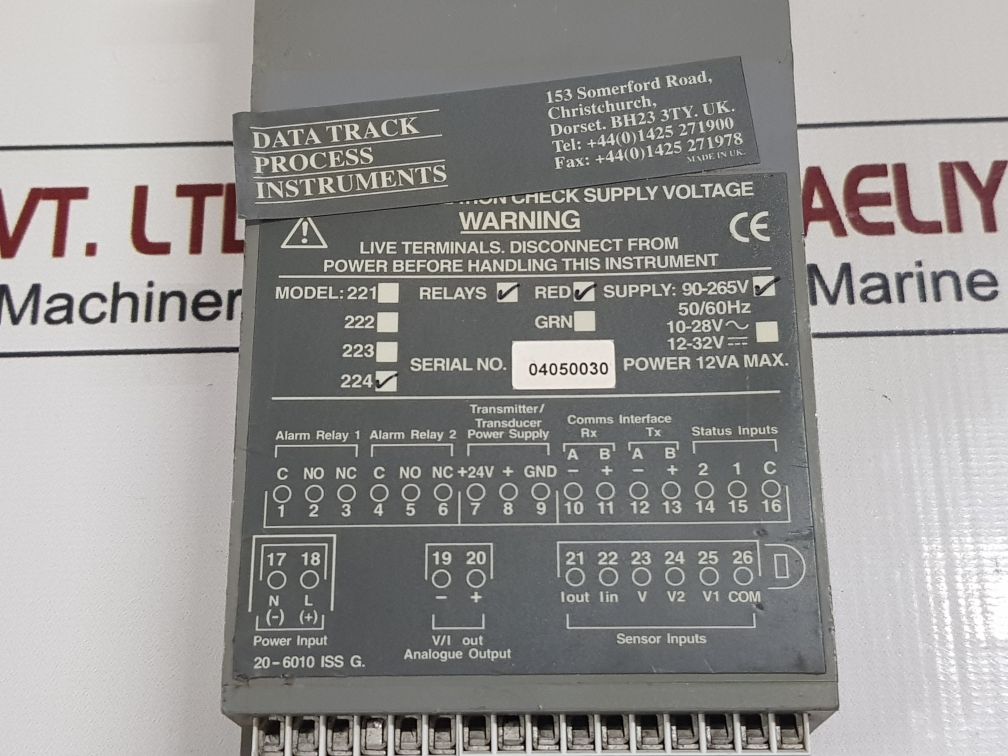 DATA TRACK
PROCESS
INSTRUMENTS
153 Somerford Road,
Christchurch,
Dorset. BH23 3TY. UK.
Tel: +44(0)1425 271900
Fax: +44(0)1425 271978
MADE IN UK.
VT. LTD
AELIY
Machiner
Marine
CHECK SUPPLY VOLTAGE
WARNING
CE
LIVE TERMINALS. DISCONNECT FROM
POWER BEFORE HANDLING THIS INSTRUMENT
MODEL: 221 RELAYS RED SUPPLY: 90-265V
50/60Hz
222 GRN 10-28V
12-32V
223 SERIAL NO. 04050030 POWER 12VA MAX.
224
Transmitter/
Transducer
Power Supply
Comms Interface
Rx Tx
Alarm Relay 1 Alarm Relay 2 Status Inputs
A B A B
C NO NC C NO NC +24V + GND − + − + 2 1 C
1 2 3 4 5 6 7 8 9 10 11 12 13 14 15 16
17 18 19 20 21 22 23 24 25 26
N L − + Iout Iin V V2 V1 COM
(-) (+)
Power Input
V/I out
Analogue Output
Sensor Inputs
20-6010 ISS G.